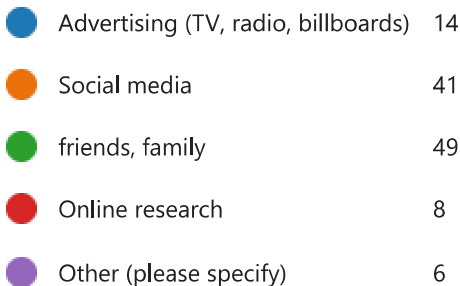 Advertising (TV, radio, billboards) 14
Social media 41
friends, family 49
Online research 8
Other (please specify) 6